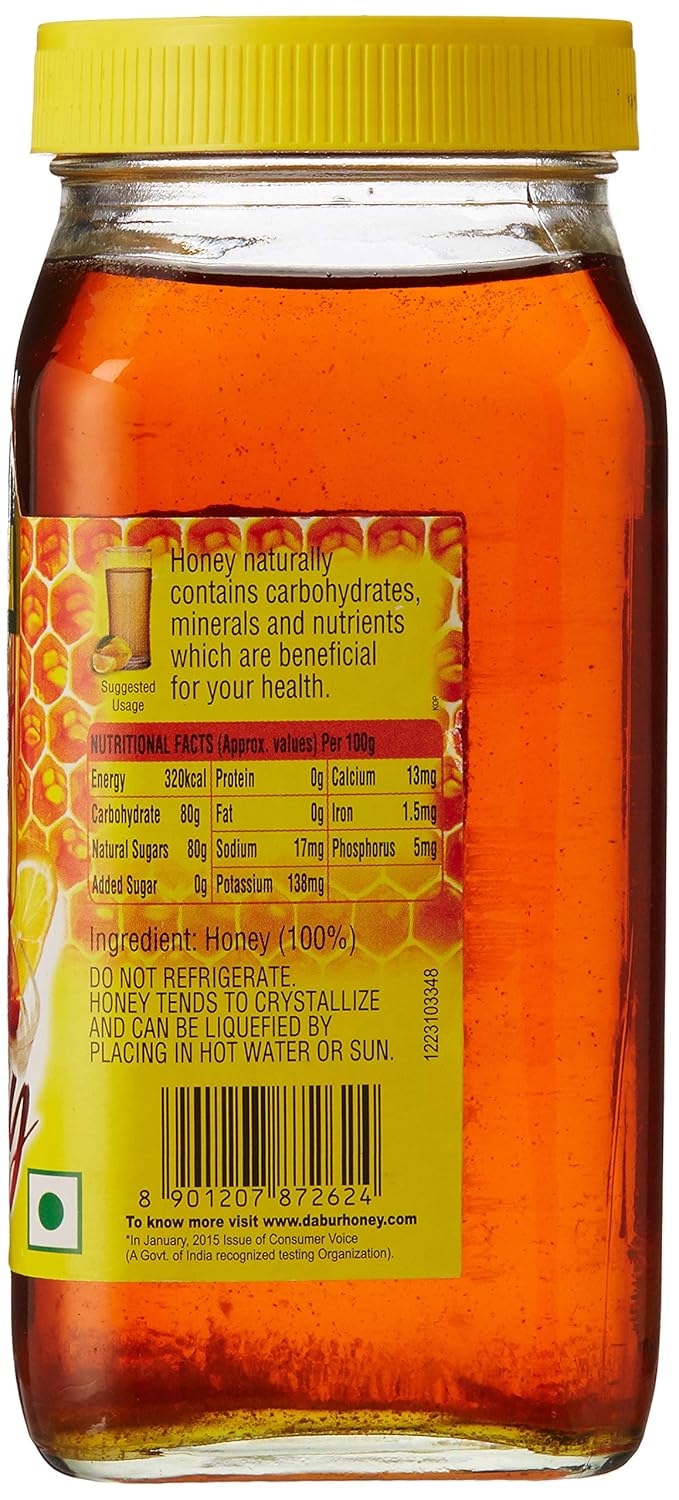 Honey naturally
contains carbohydrates,
minerals and nutrients
which are beneficial
for your health.
Suggested
Usage
KOP
NUTRITIONAL FACTS (Approx. values) Per 100g
Energy 320kcal Protein 0g Calcium 13mg
Carbohydrate 80g Fat 0g Iron 1.5mg
Natural Sugars 80g Sodium 17mg Phosphorus 5mg
Added Sugar 0g Potassium 138mg
Ingredient: Honey (100%)
DO NOT REFRIGERATE.
HONEY TENDS TO CRYSTALLIZE
AND CAN BE LIQUEFIED BY
PLACING IN HOT WATER OR SUN.
1223103348
8 901207 872624
To know more visit www.daburhoney.com
*In January, 2015 Issue of Consumer Voice
(A Govt. of India recognized testing Organization).